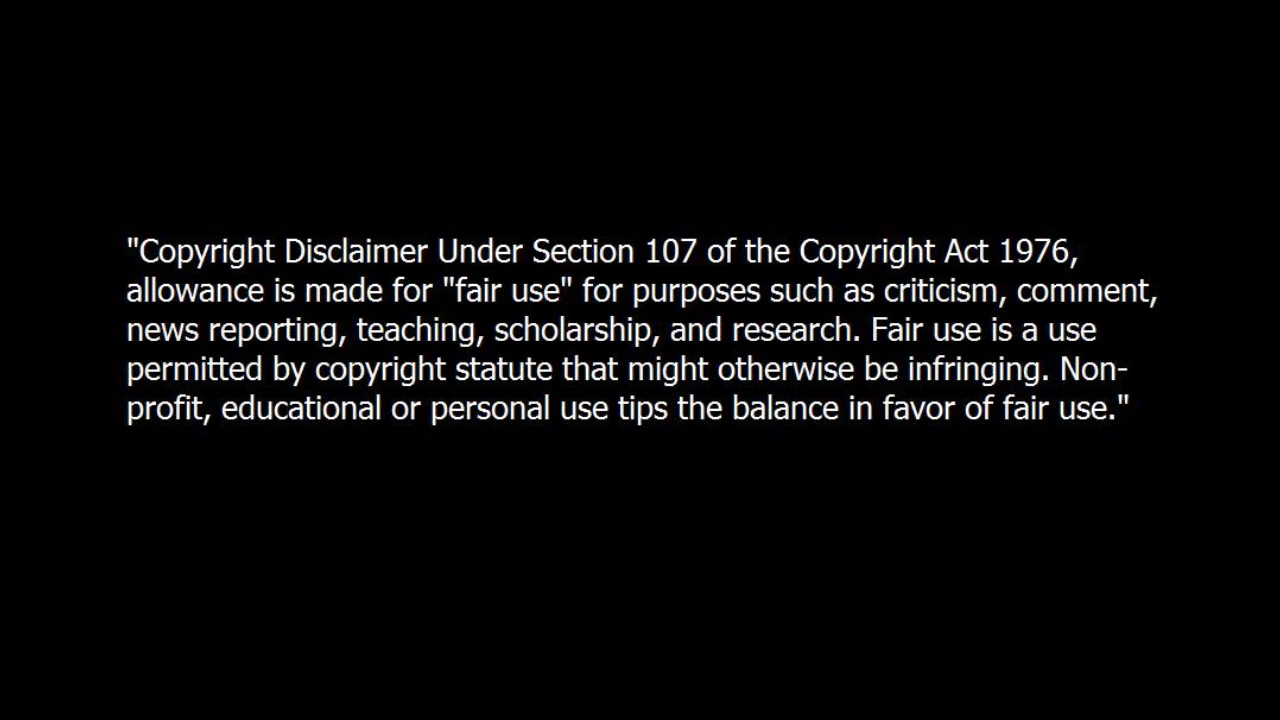 "Copyright Disclaimer Under Section 107 of the Copyright Act 1976,
allowance is made for "fair use" for purposes such as criticism, comment,
news reporting, teaching, scholarship, and research. Fair use is a use
permitted by copyright statute that might otherwise be infringing. Non-
profit, educational or personal use tips the balance in favor of fair use."